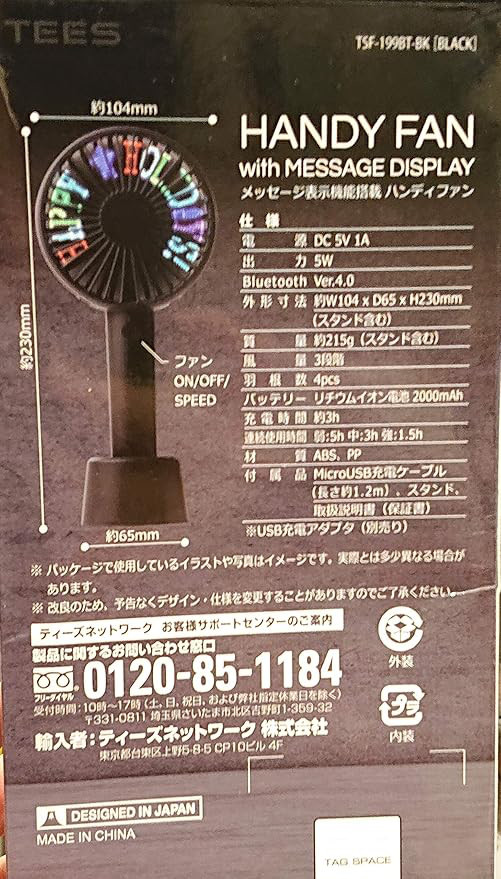 TEES
TSF-199BT-BK [BLACK]
約104mm
HANDY FAN
with MESSAGE DISPLAY
メッセージ表示機能搭載 ハンディファン
HAPPY HOLIDAYS!
約230mm
ファン
ON/OFF/
SPEED
約65mm
仕様
電源 DC 5V 1A
出力 5W
Bluetooth Ver.4.0
外形寸法 約W104 x D65 x H230mm
(スタンド含む)
質量 約215g (スタンド含む)
風量 3段階
羽根数 4pcs
バッテリー リチウムイオン電池 2000mAh
充電時間 約3h
連続使用時間 弱:5h 中:3h 強:1.5h
材質 ABS、PP
付属品 MicroUSB充電ケーブル
(長さ約1.2m)、スタンド、
取扱説明書(保証書)
※USB充電アダプタ(別売り)
※ パッケージで使用しているイラストや写真はイメージです。実際とは多少異なる場合が
あります。
※ 改良のため、予告なくデザイン・仕様を変更することがありますのでご了承ください。
ティーズネットワーク お客様サポートセンターのご案内
製品に関するお問い合わせ窓口
フリーダイヤル
0120-85-1184
受付時間:10時〜17時(土、日、祝日、および弊社指定休業日を除く)
〒331-0811 埼玉県さいたま市北区吉野町1-359-32
輸入者:ティーズネットワーク 株式会社
東京都台東区上野5-8-5 CP10ビル 4F
外装
プラ
内装
DESIGNED IN JAPAN
MADE IN CHINA
TAG SPACE